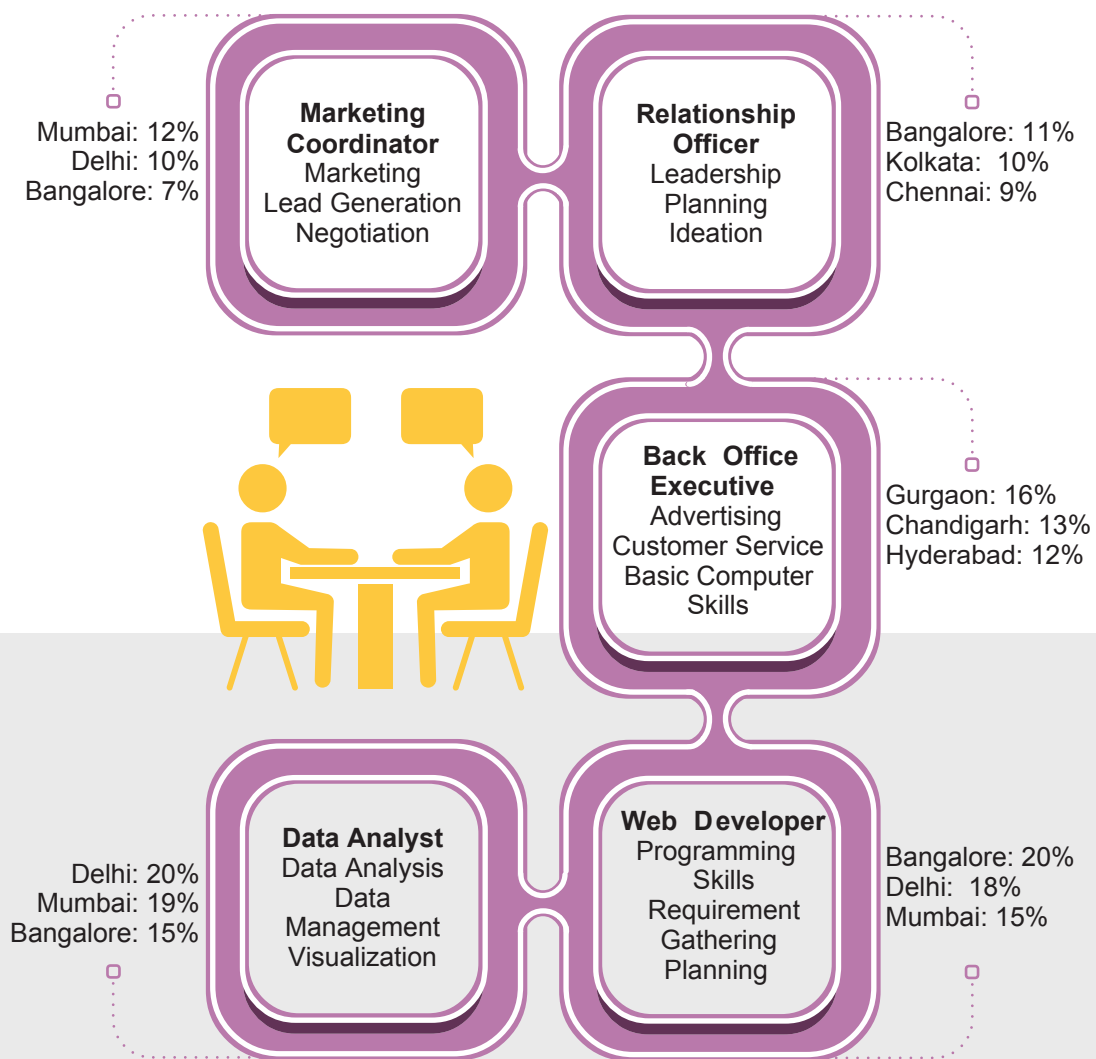 Mumbai: 12%
Delhi: 10%
Bangalore: 7%
Marketing
Coordinator
Marketing
Lead Generation
Negotiation
Relationship
Officer
Leadership
Planning
Ideation
Bangalore: 11%
Kolkata: 10%
Chennai: 9%
Back Office
Executive
Advertising
Customer Service
Basic Computer
Skills
Gurgaon: 16%
Chandigarh: 13%
Hyderabad: 12%
Delhi: 20%
Mumbai: 19%
Bangalore: 15%
Data Analyst
Data Analysis
Data
Management
Visualization
Web Developer
Programming
Skills
Requirement
Gathering
Planning
Bangalore: 20%
Delhi: 18%
Mumbai: 15%